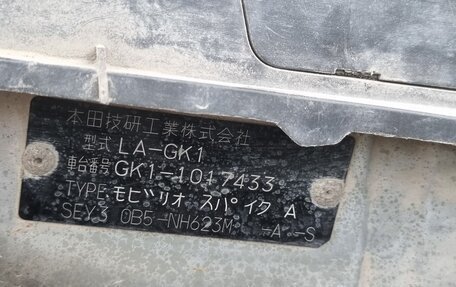 本田技研工業株式会社
型式 LA-GK1
車台番号 GK1-1017433
TYPE モビリオ スパイク A
SEY3 0B5-NH623M -A--S